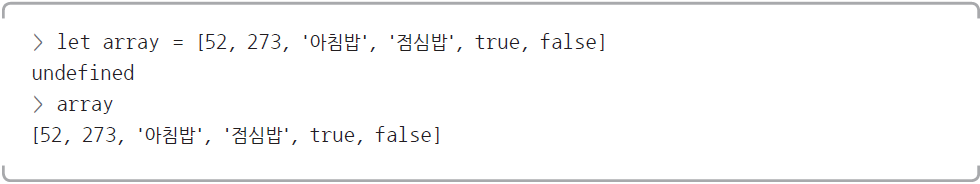 > let array = [52, 273, '아침밥', '점심밥', true, false]
undefined
> array
[52, 273, '아침밥', '점심밥', true, false]